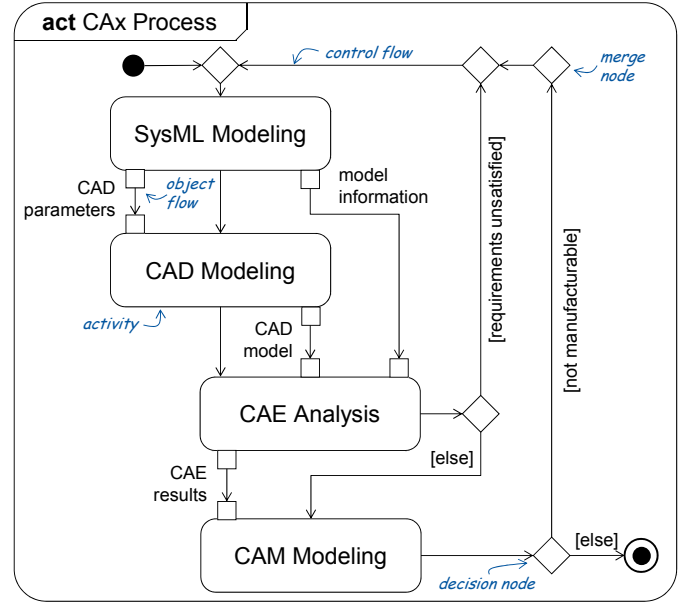 act CAx Process
control flow
merge
node
SysML Modeling
CAD
parameters
object
flow
model
information
[requirements unsatisfied]
[not manufacturable]
CAD Modeling
activity
CAD
model
CAE Analysis
[else]
CAE
results
CAM Modeling
[else]
decision node